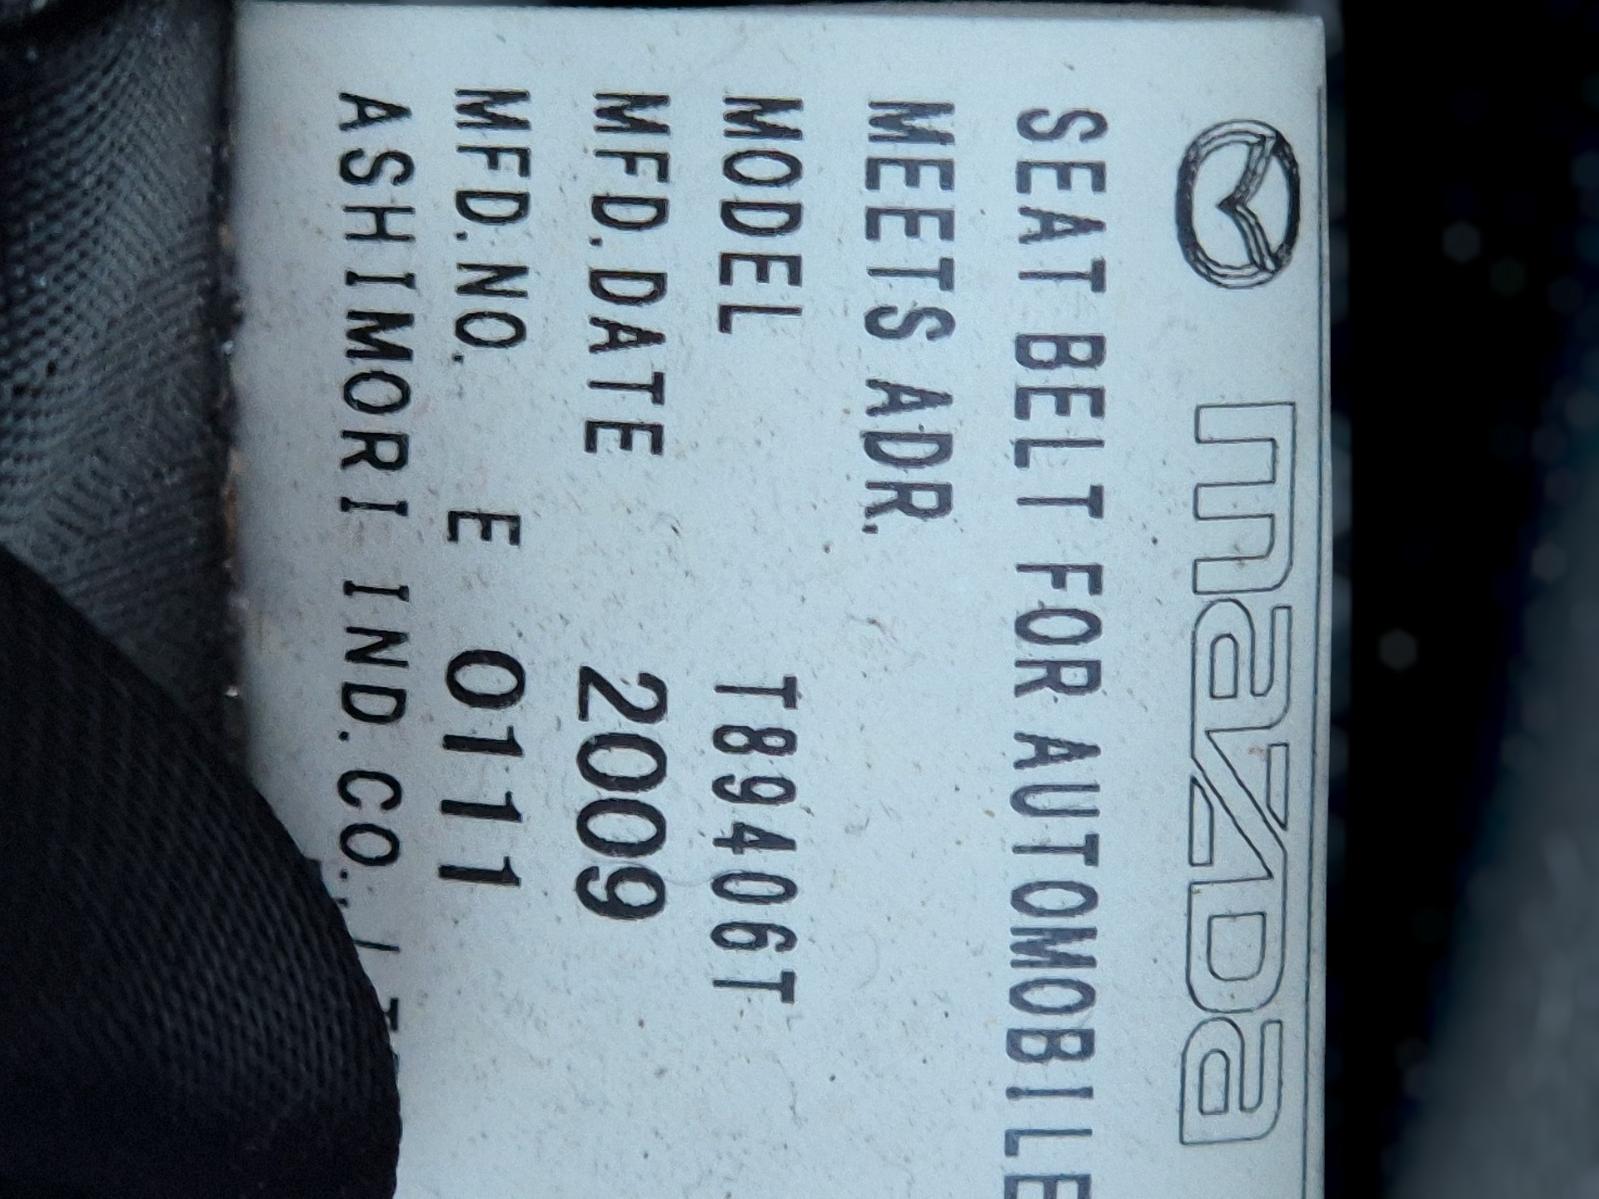 mazda
SEAT BELT FOR AUTOMOBILE
MEETS ADR.
MODEL T89406T
MFD.DATE 2009
MFD.NO. E 0111
ASHIMORI IND.CO.,